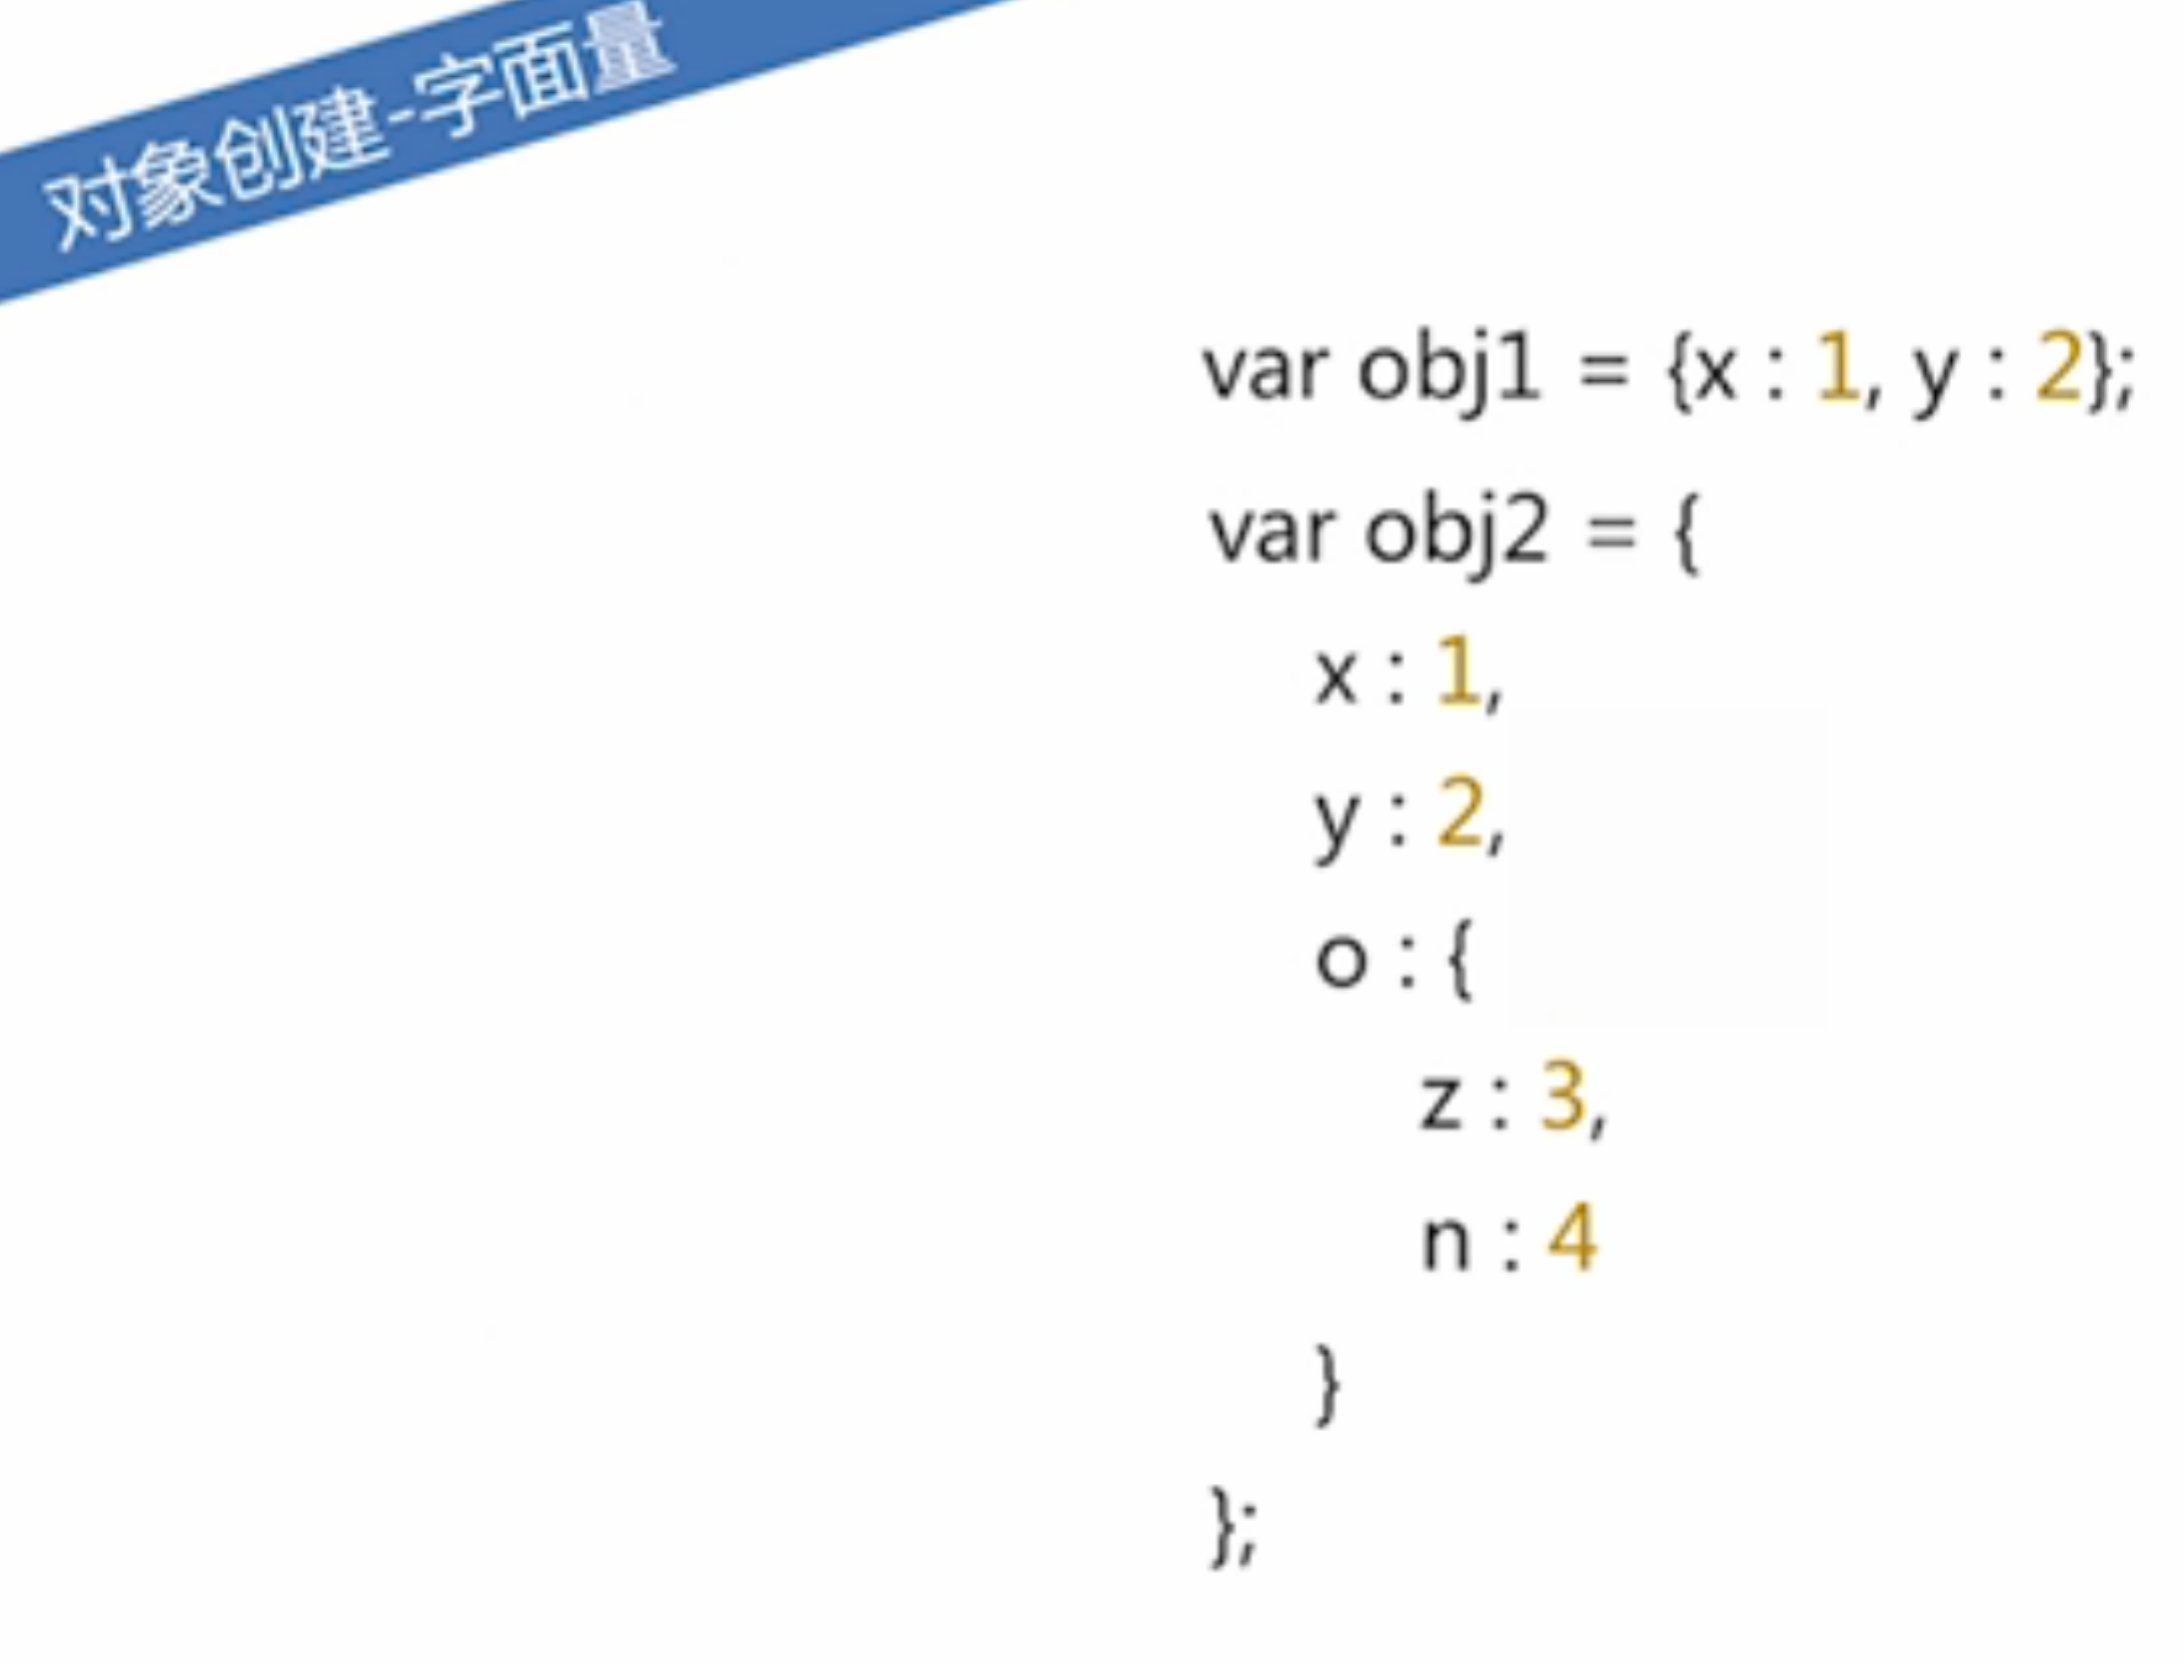 对象创建-字面量
var obj1 = {x : 1, y : 2};
var obj2 = {
x : 1,
y : 2,
o : {
z : 3,
n : 4
}
};